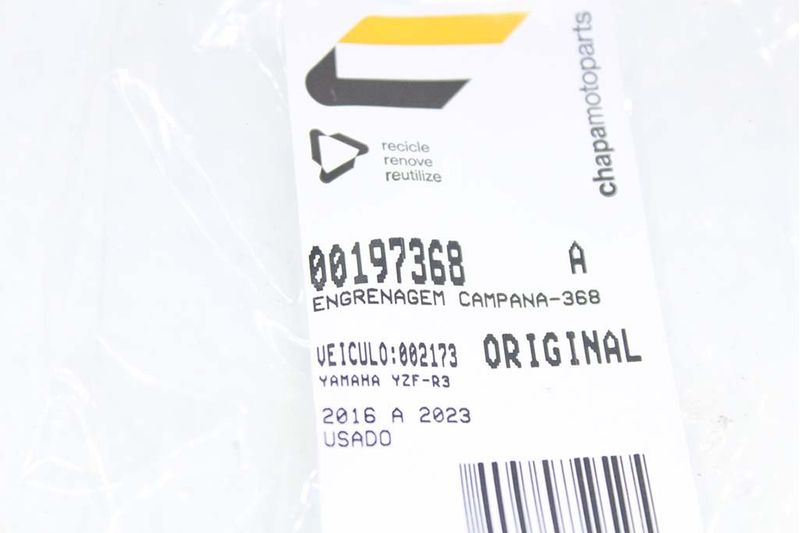 chapamotoparts
recicle
renove
reutilize
00197368 A
ENGRENAGEM CAMPANA-368
VEICULO:002173 ORIGINAL
YAMAHA YZF-R3
2016 A 2023
USADO